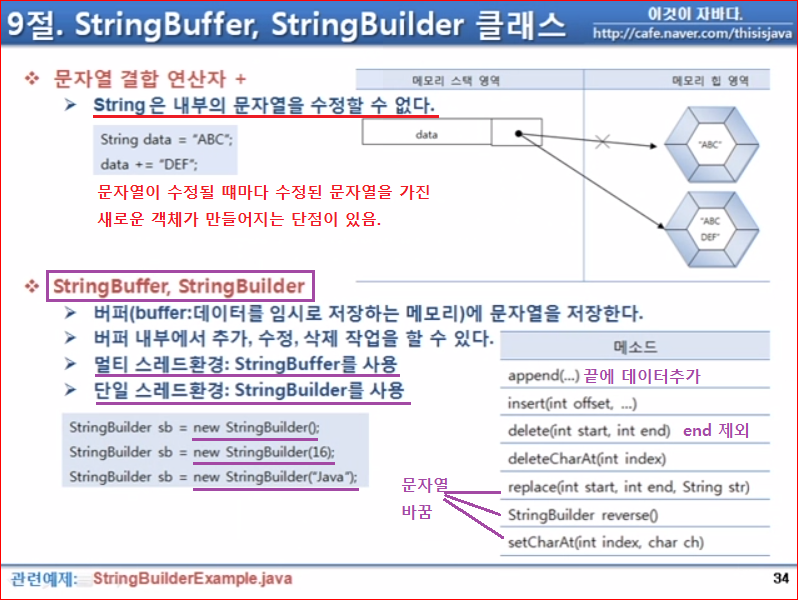 9절. StringBuffer, StringBuilder 클래스
이것이 자바다.
http://cafe.naver.com/thisisjava
문자열 결합 연산자 +
String은 내부의 문자열을 수정할 수 없다.
String data = "ABC";
data += "DEF";
문자열이 수정될 때마다 수정된 문자열을 가진
새로운 객체가 만들어지는 단점이 있음.
메모리 스택 영역
메모리 힙 영역
data
"ABC"
"ABC
DEF"
StringBuffer, StringBuilder
버퍼(buffer:데이터를 임시로 저장하는 메모리)에 문자열을 저장한다.
버퍼 내부에서 추가, 수정, 삭제 작업을 할 수 있다.
멀티 스레드환경: StringBuffer를 사용
단일 스레드환경: StringBuilder를 사용
StringBuilder sb = new StringBuilder();
StringBuilder sb = new StringBuilder(16);
StringBuilder sb = new StringBuilder("Java");
메소드
append(...) 끝에 데이터추가
insert(int offset, ...)
delete(int start, int end) end 제외
deleteCharAt(int index)
문자열
바꿈
replace(int start, int end, String str)
StringBuilder reverse()
setCharAt(int index, char ch)
관련예제: StringBuilderExample.java
34